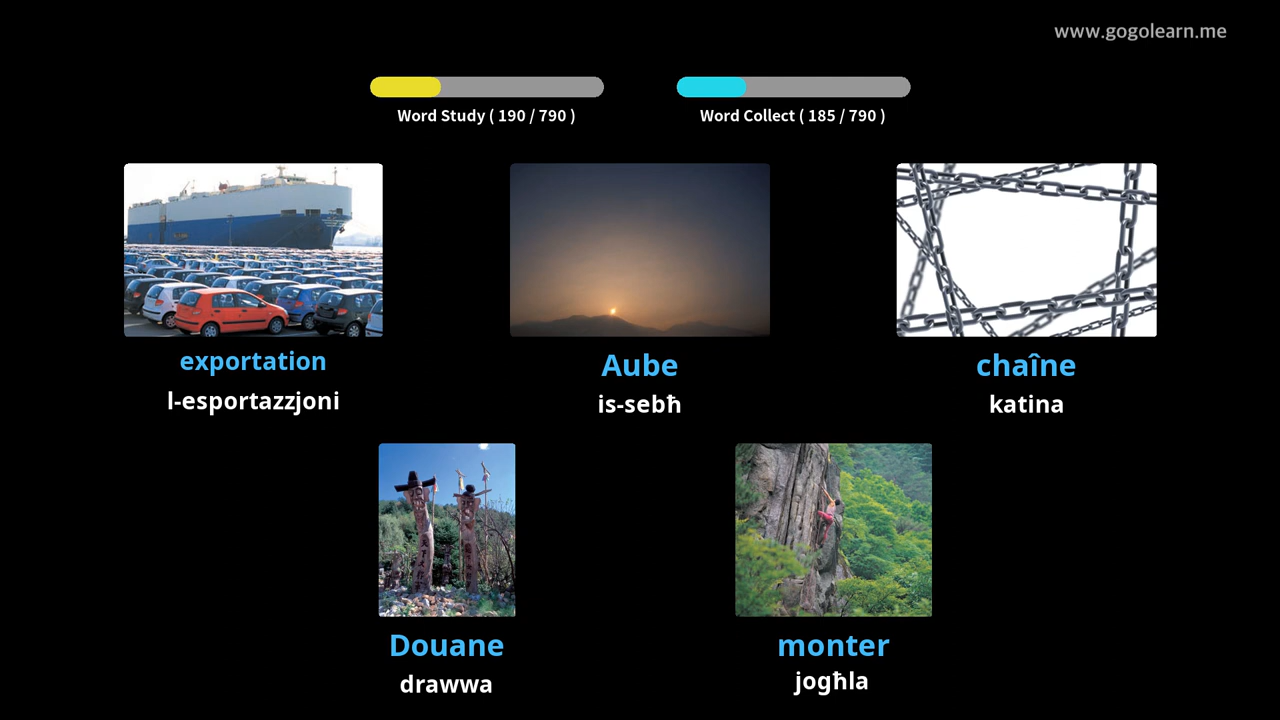 www.gogolearn.me
Word Study ( 190 / 790 )
Word Collect ( 185 / 790 )
exportation
l-esportazzjoni
Aube
is-sebħ
chaîne
katina
Douane
drawwa
monter
jogħla